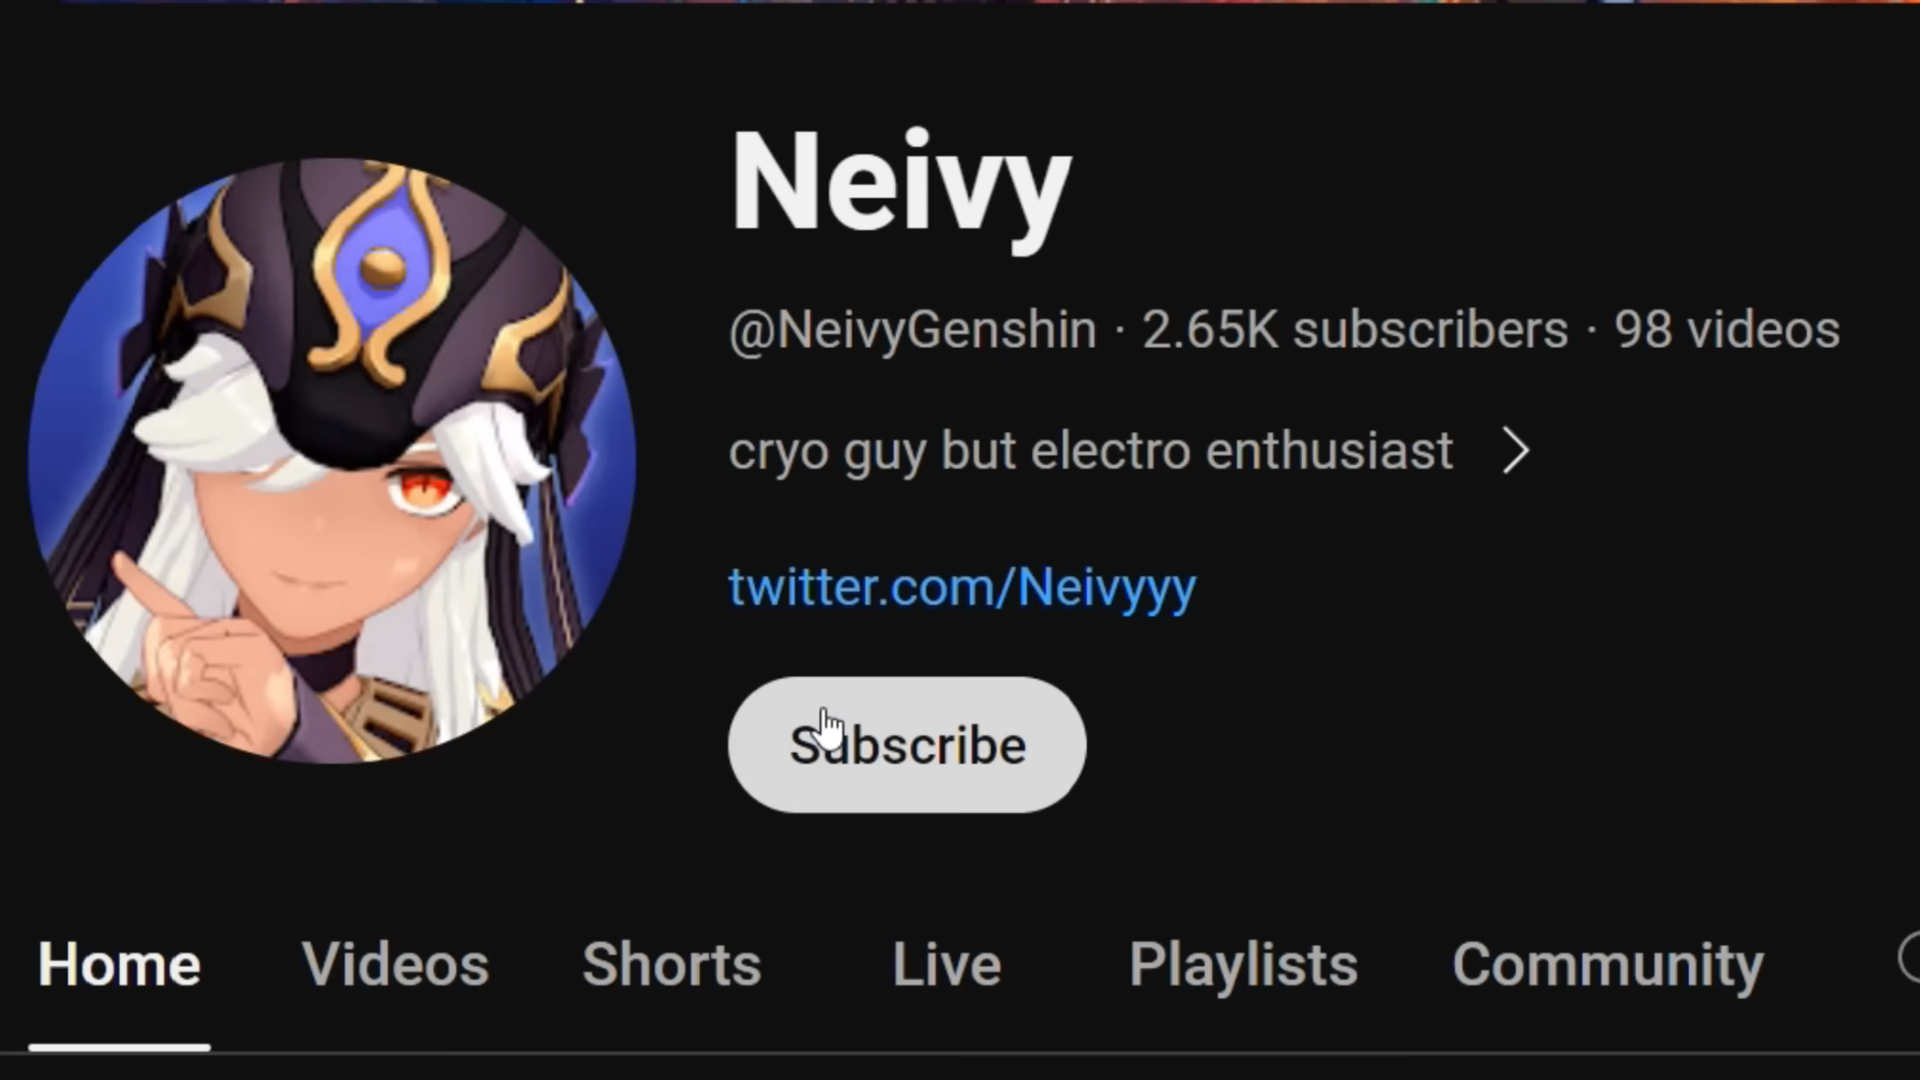 Neivy
@NeivyGenshin · 2.65K subscribers · 98 videos
cryo guy but electro enthusiast
twitter.com/Neivyyy
Subscribe
Home Videos Shorts Live Playlists Community